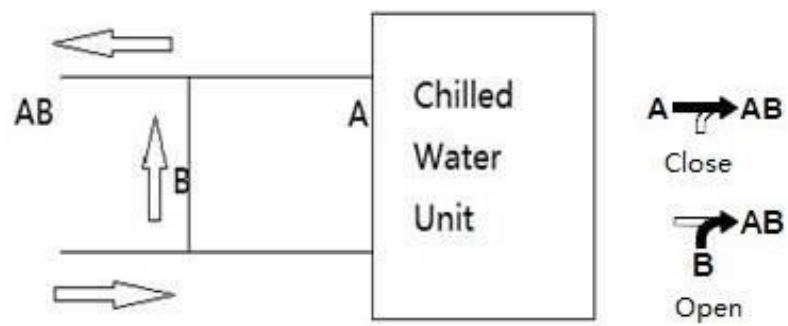 AB
A
B
Chilled
Water
Unit
A AB
Close
AB
B
Open